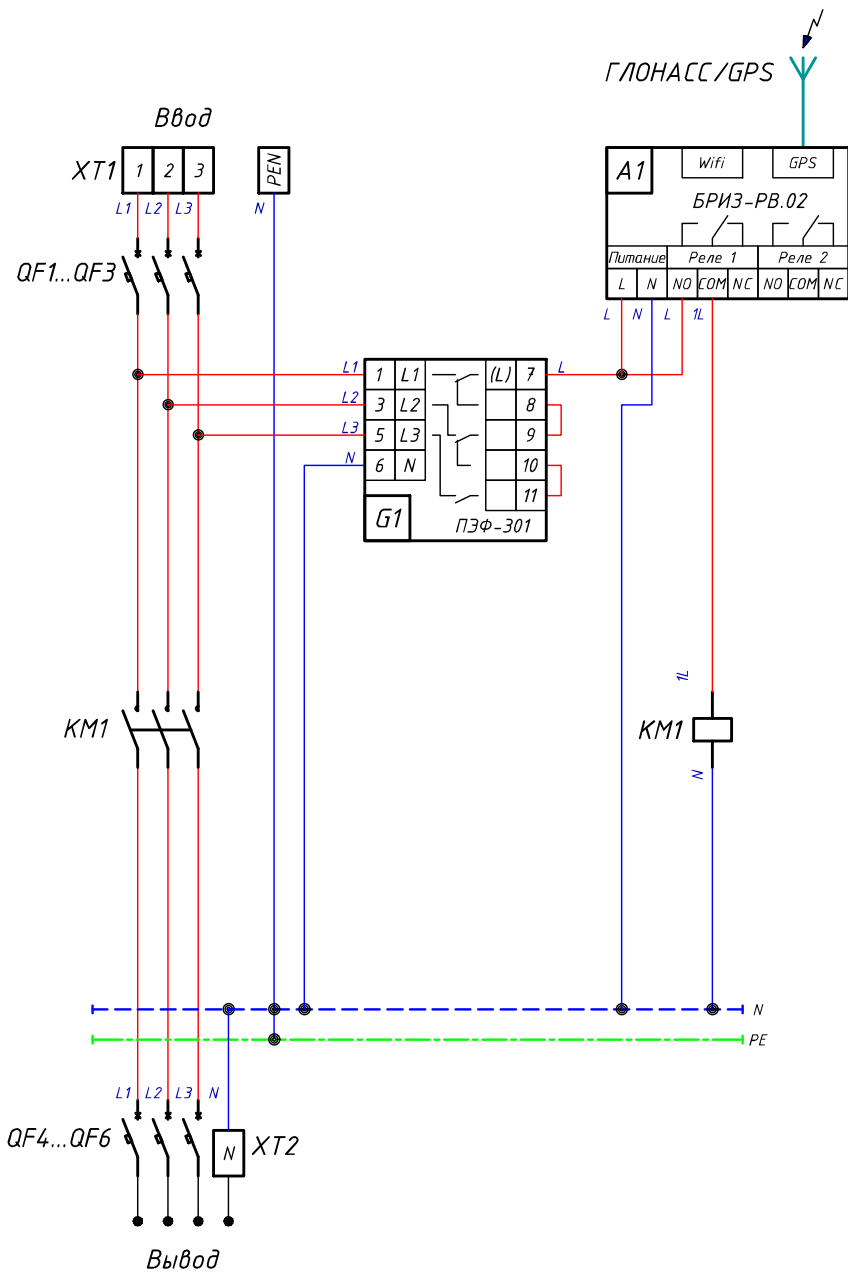 ГЛОНАСС/GPS
Ввод
XT1 1 2 3 PEN
L1 L2 L3 N
A1 Wifi GPS
БРИЗ-РВ.02
Питание Реле 1 Реле 2
L N NO COM NC NO COM NC
L N L 1L
QF1...QF3
L1 1 L1 (L) 7 L
L2 3 L2 8
L3 5 L3 9
N 6 N 10
11
G1 ПЭФ-301
1L
KM1 KM1
N
N
PE
L1 L2 L3 N
QF4...QF6 N XT2
Вывод